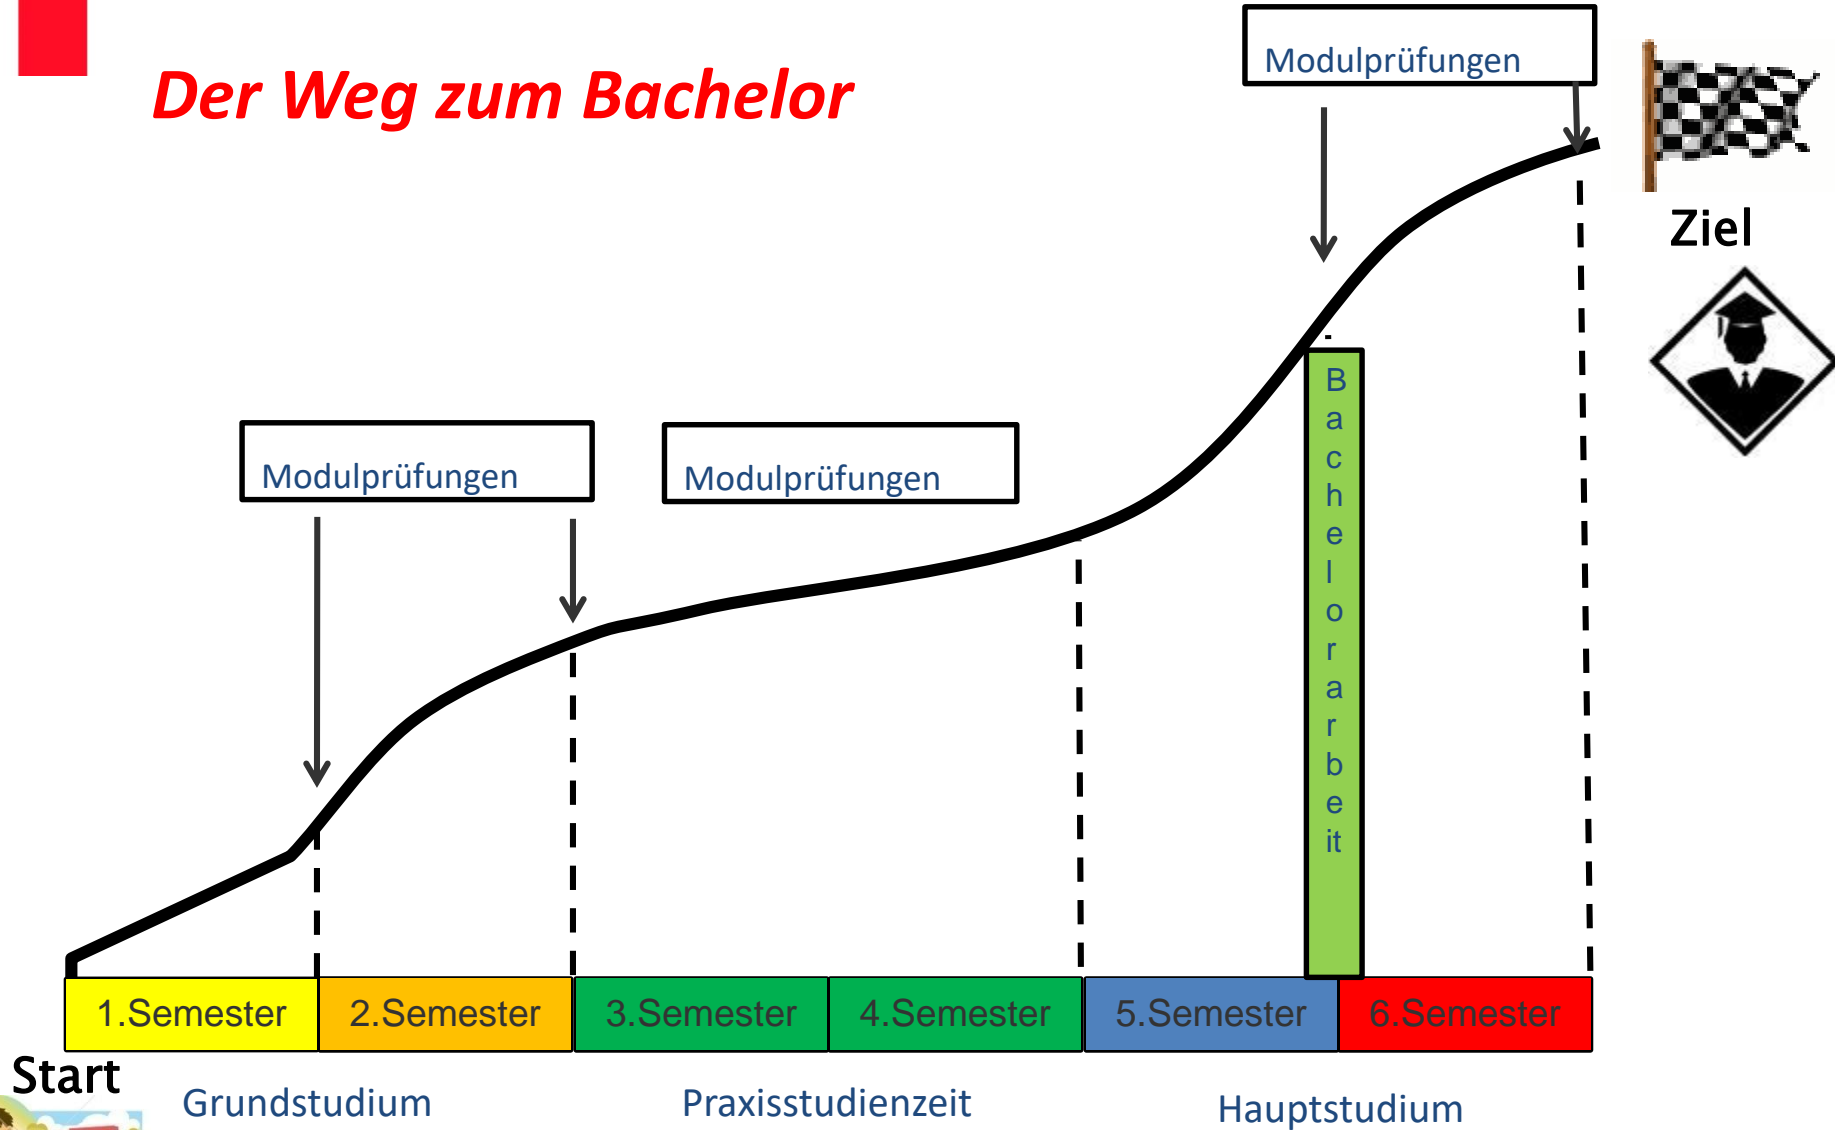 Der Weg zum Bachelor
Modulprüfungen
Ziel
Modulprüfungen
Modulprüfungen
B
a
c
h
e
l
o
r
a
r
b
e
it
1.Semester
2.Semester
3.Semester
4.Semester
5.Semester
6.Semester
Start
Grundstudium
Praxisstudienzeit
Hauptstudium